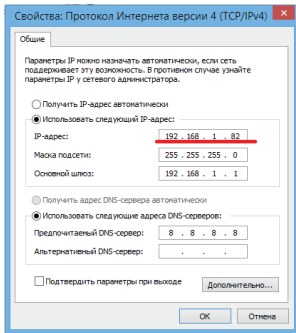 Свойства: Протокол Интернета версии 4 (TCP/IPv4)
Общие
Параметры IP можно назначать автоматически, если сеть
поддерживает эту возможность. В противном случае узнайте
параметры IP у сетевого администратора.
Получить IP-адрес автоматически
Использовать следующий IP-адрес:
IP-адрес: 192 . 168 . 1 . 82
Маска подсети: 255 . 255 . 255 . 0
Основной шлюз: 192 . 168 . 1 . 1
Получить адрес DNS-сервера автоматически
Использовать следующие адреса DNS-серверов:
Предпочитаемый DNS-сервер: 8 . 8 . 8 . 8
Альтернативный DNS-сервер: . . .
Подтвердить параметры при выходе
Дополнительно...
ОК
Отмена